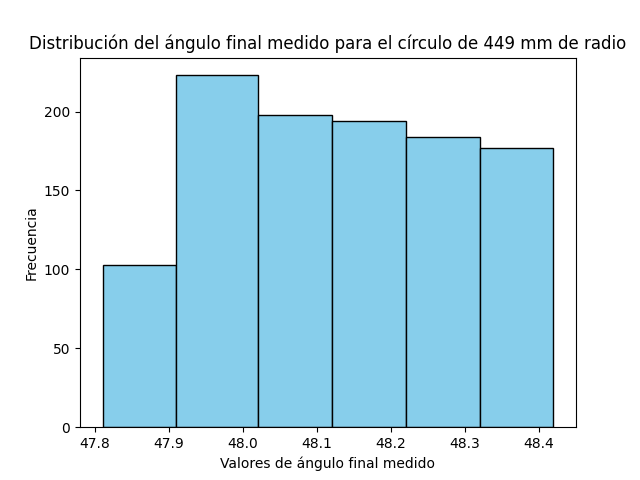 Distribución del ángulo final medido para el círculo de 449 mm de radio
200
150
100
50
0
Frecuencia
47.8 47.9 48.0 48.1 48.2 48.3 48.4
Valores de ángulo final medido